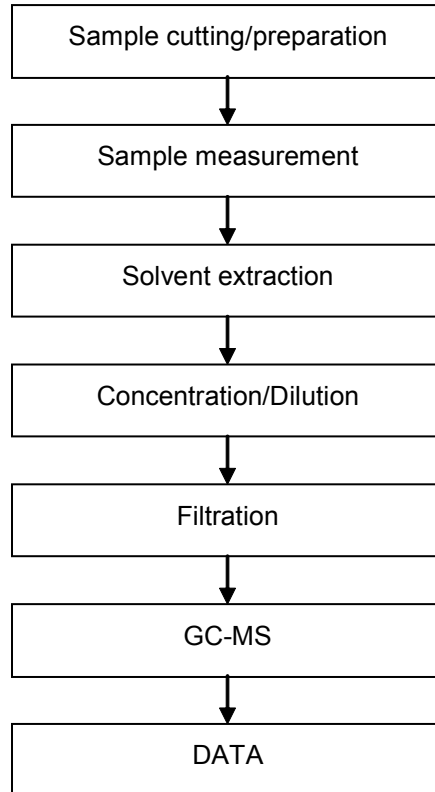 Sample cutting/preparation
Sample measurement
Solvent extraction
Concentration/Dilution
Filtration
GC-MS
DATA